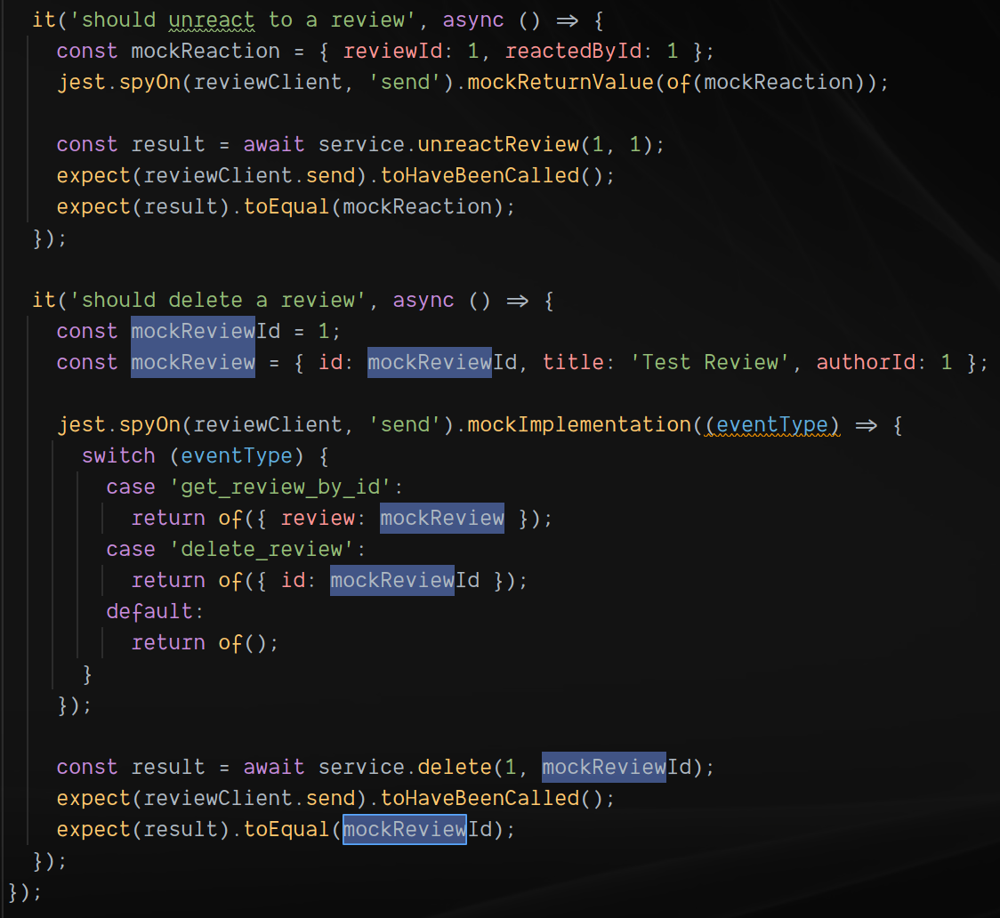 it('should unreact to a review', async () => {
  const mockReaction = { reviewId: 1, reactedById: 1 };
  jest.spyOn(reviewClient, 'send').mockReturnValue(of(mockReaction));

  const result = await service.unreactReview(1, 1);
  expect(reviewClient.send).toHaveBeenCalled();
  expect(result).toEqual(mockReaction);
});

it('should delete a review', async () => {
  const mockReviewId = 1;
  const mockReview = { id: mockReviewId, title: 'Test Review', authorId: 1 };

  jest.spyOn(reviewClient, 'send').mockImplementation((eventType) => {
    switch (eventType) {
      case 'get_review_by_id':
        return of({ review: mockReview });
      case 'delete_review':
        return of({ id: mockReviewId });
      default:
        return of();
    }
  });

  const result = await service.delete(1, mockReviewId);
  expect(reviewClient.send).toHaveBeenCalled();
  expect(result).toEqual(mockReviewId);
});
});